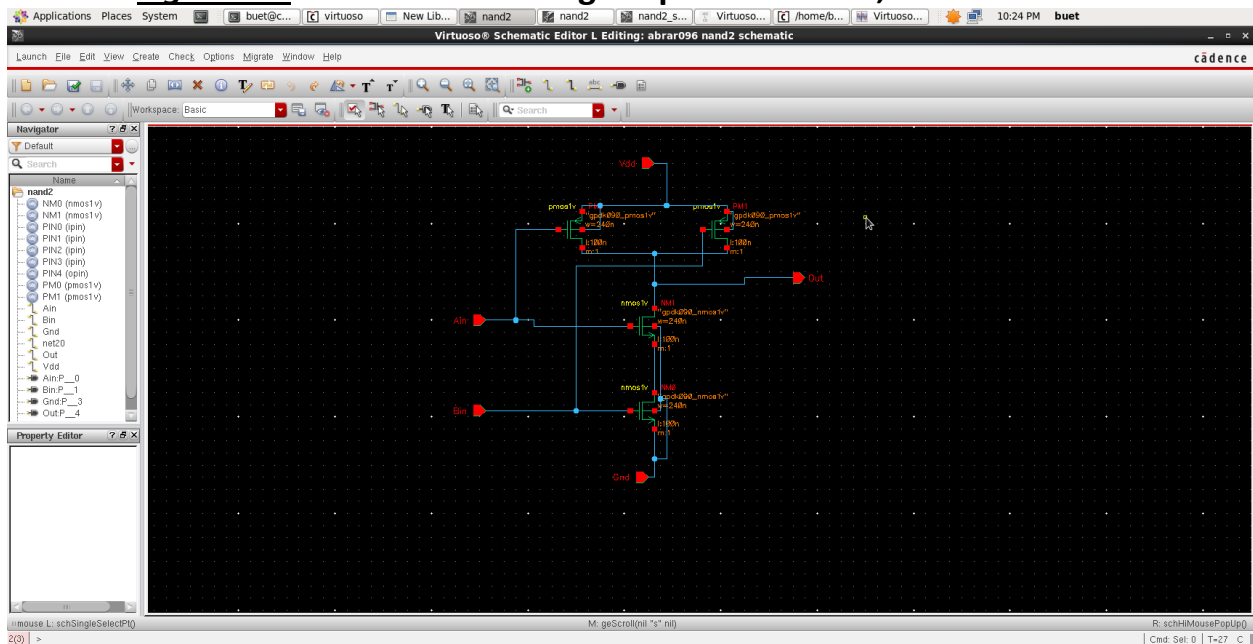 Applications Places System buet@c... virtuoso New Lib... nand2 nand2 nand2_s... Virtuoso... /home/b... Virtuoso... 10:24 PM buet
Virtuoso® Schematic Editor L Editing: abrar096 nand2 schematic
Launch File Edit View Create Check Options Migrate Window Help cādence
Workspace: Basic Search
Navigator
Default
Search
Name
nand2
NM0 (nmos1v)
NM1 (nmos1v)
PIN0 (ipin)
PIN1 (ipin)
PIN2 (ipin)
PIN3 (ipin)
PIN4 (opin)
PM0 (pmos1v)
PM1 (pmos1v)
Ain
Bin
Gnd
net20
Out
Vdd
Ain:P__0
Bin:P__1
Gnd:P__3
Out:P__4
Property Editor
Vdd
pmos1v pmos1v PM1
"gpdk090_pmos1v" "gpdk090_pmos1v"
w=240n w=240n
l:100n l:100n
m:1 m:1
Out
nmos1v NM1
"gpdk090_nmos1v"
Ain w=240n
l:100n
m:1
nmos1v NM0
"gpdk090_nmos1v"
Bin w=240n
l:100n
m:1
Gnd
mouse L: schSingleSelectPt() M: geScroll(nil "s" nil) R: schHiMousePopUp()
2(3) > Cmd: Sel: 0 T=27 C